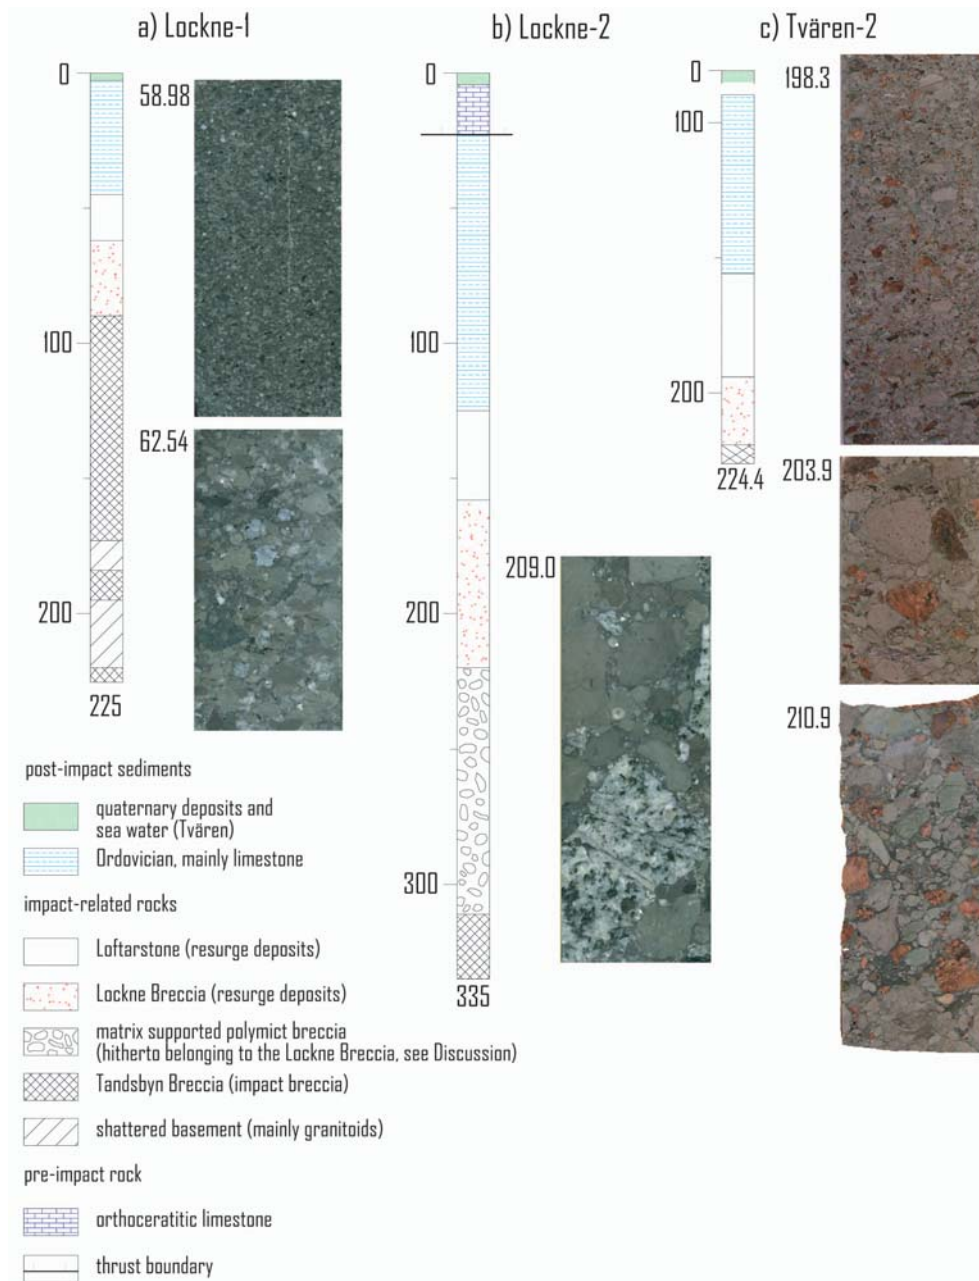 a) Lockne-1
b) Lockne-2
c) Tvären-2
0
100
200
225
58.98
62.54
0
100
200
300
335
209.0
0
100
200
224.4
198.3
203.9
210.9
post-impact sediments
quaternary deposits and
sea water (Tvären)
Ordovician, mainly limestone
impact-related rocks
Loftarstone (resurge deposits)
Lockne Breccia (resurge deposits)
matrix supported polymict breccia
(hitherto belonging to the Lockne Breccia, see Discussion)
Tandsbyn Breccia (impact breccia)
shattered basement (mainly granitoids)
pre-impact rock
orthoceratitic limestone
thrust boundary